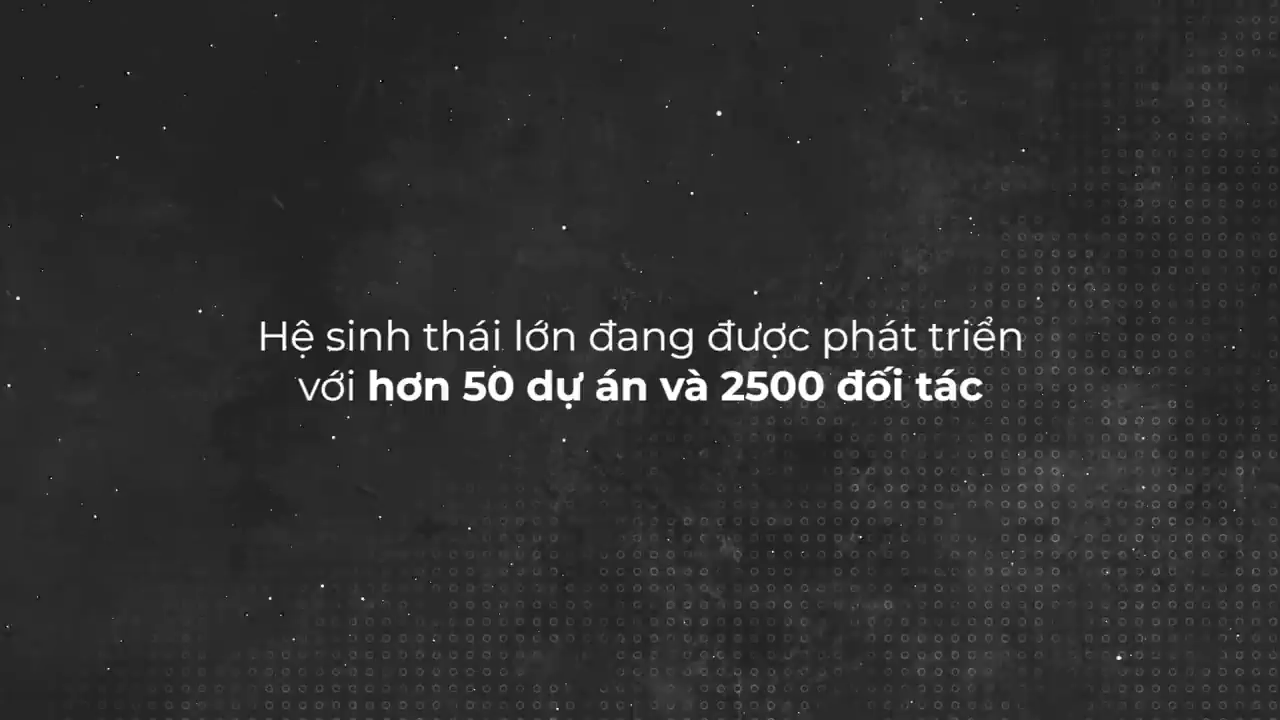 Hệ sinh thái lớn đang được phát triển
với hơn 50 dự án và 2500 đối tác